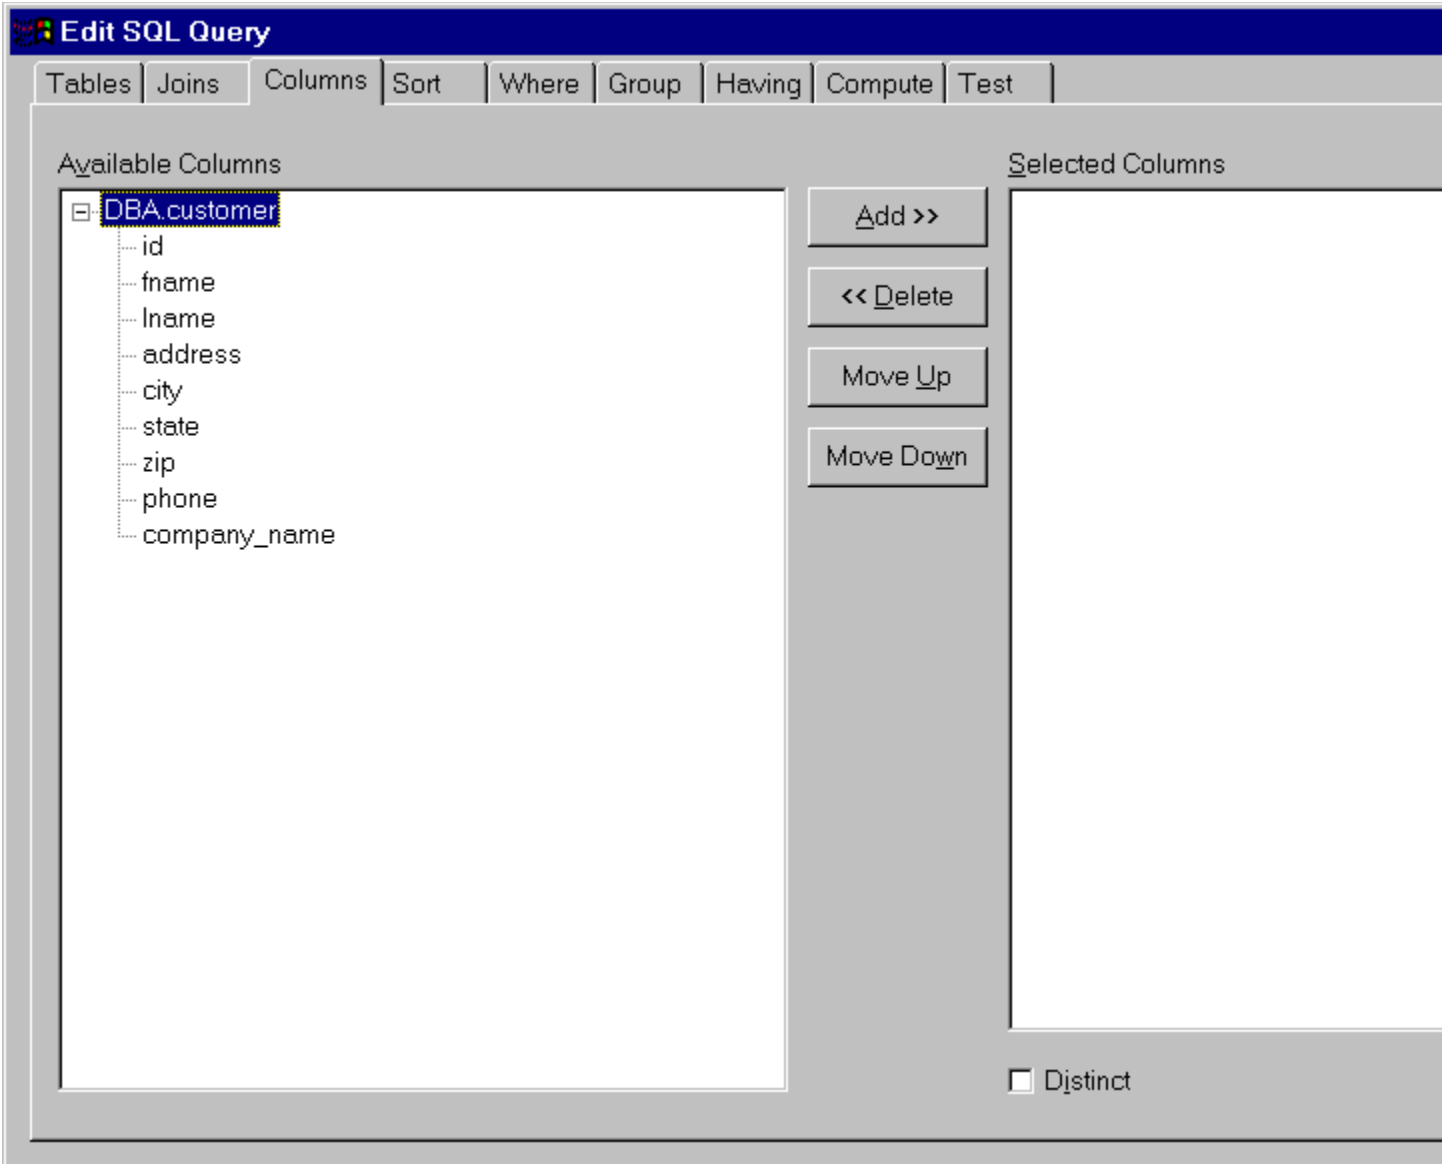 Edit SQL Query
Tables Joins Columns Sort Where Group Having Compute Test
Available Columns
Selected Columns
DBA.customer
id
fname
lname
address
city
state
zip
phone
company_name
Add >>
<< Delete
Move Up
Move Down
Distinct